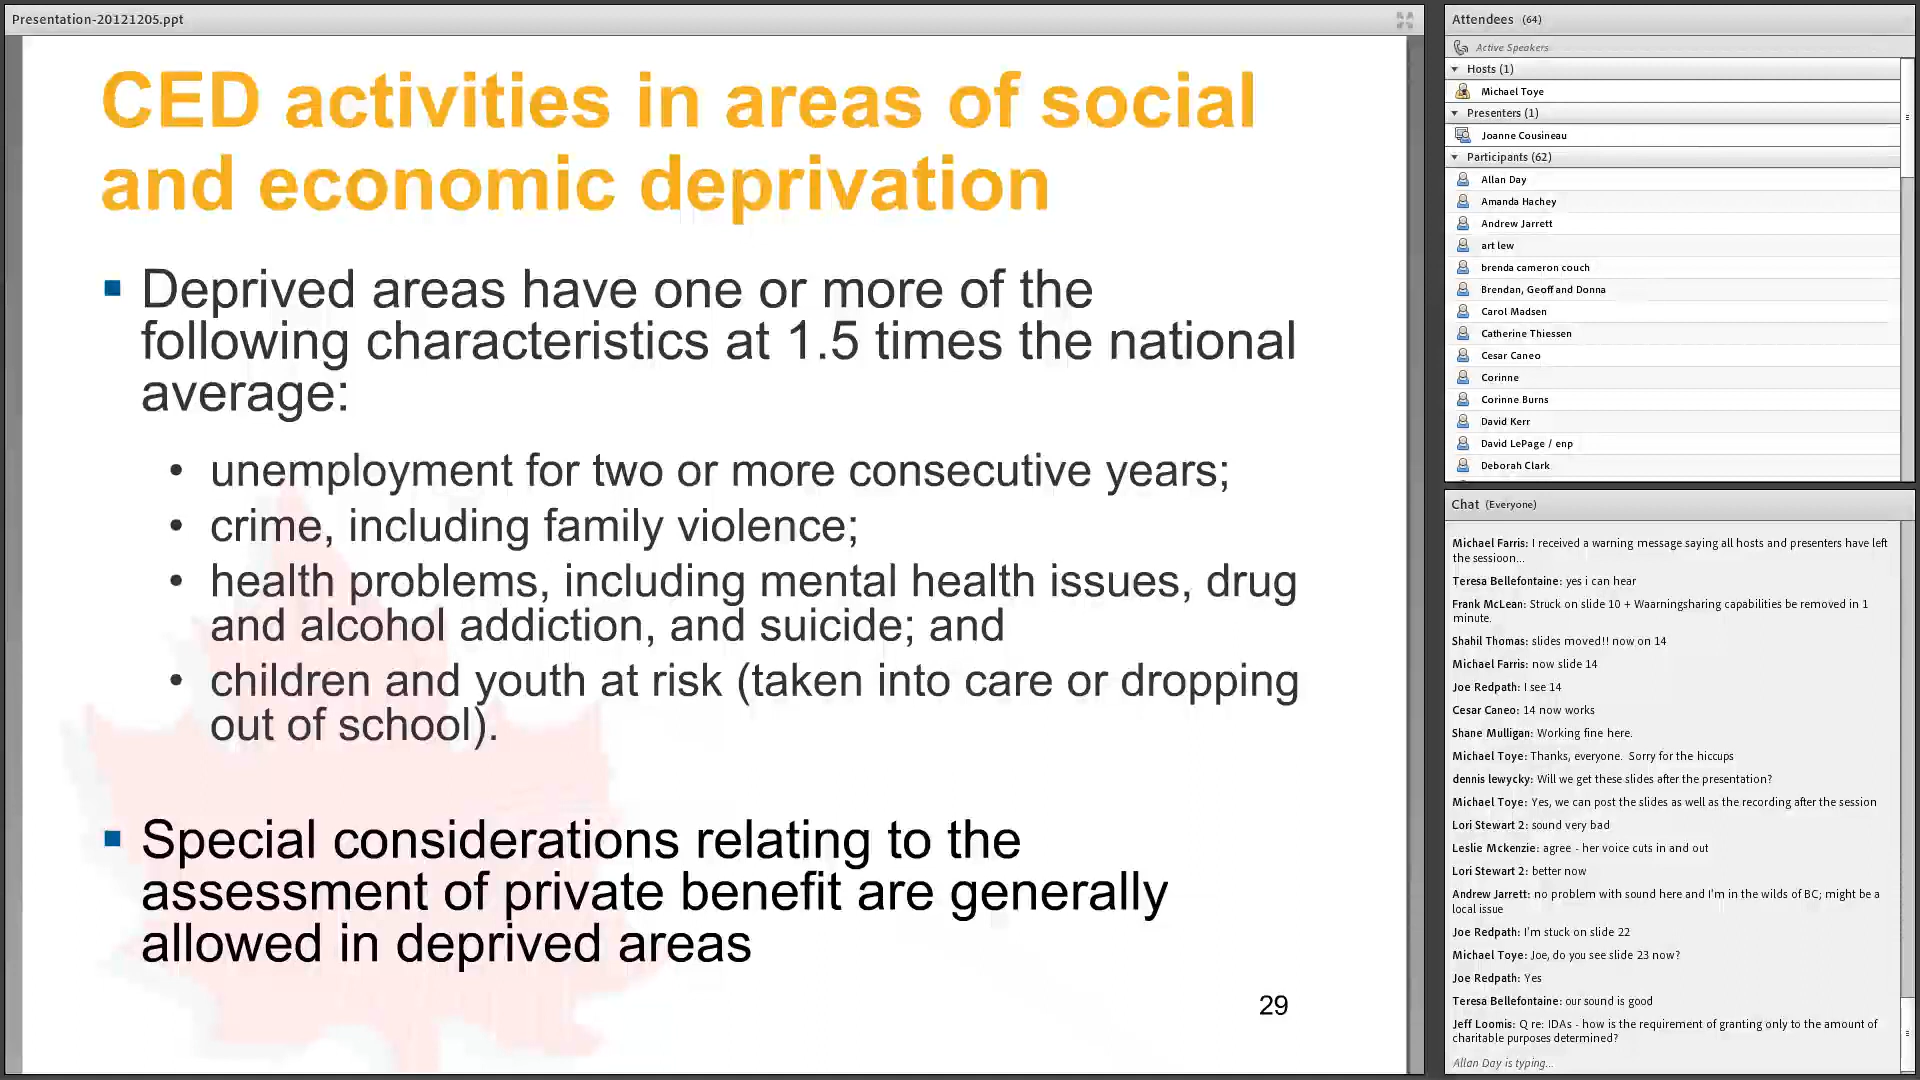 Presentation-20121205.ppt
CED activities in areas of social
and economic deprivation
Deprived areas have one or more of the
following characteristics at 1.5 times the national
average:
• unemployment for two or more consecutive years;
• crime, including family violence;
• health problems, including mental health issues, drug
and alcohol addiction, and suicide; and
• children and youth at risk (taken into care or dropping
out of school).
Special considerations relating to the
assessment of private benefit are generally
allowed in deprived areas
29
Attendees (64)
Active Speakers
Hosts (1)
Michael Toye
Presenters (1)
Joanne Cousineau
Participants (62)
Allan Day
Amanda Hachey
Andrew Jarrett
art lew
brenda cameron couch
Brendan, Geoff and Donna
Carol Madsen
Catherine Thiessen
Cesar Caneo
Corinne
Corinne Burns
David Kerr
David LePage / enp
Deborah Clark
Chat (Everyone)
Michael Farris: I received a warning message saying all hosts and presenters have left
the sessioon...
Teresa Bellefontaine: yes i can hear
Frank McLean: Struck on slide 10 + Waarningsharing capabilities be removed in 1
minute.
Shahil Thomas: slides moved!! now on 14
Michael Farris: now slide 14
Joe Redpath: I see 14
Cesar Caneo: 14 now works
Shane Mulligan: Working fine here.
Michael Toye: Thanks, everyone. Sorry for the hiccups
dennis lewycky: Will we get these slides after the presentation?
Michael Toye: Yes, we can post the slides as well as the recording after the session
Lori Stewart 2: sound very bad
Leslie Mckenzie: agree - her voice cuts in and out
Lori Stewart 2: better now
Andrew Jarrett: no problem with sound here and I'm in the wilds of BC; might be a
local issue
Joe Redpath: I'm stuck on slide 22
Michael Toye: Joe, do you see slide 23 now?
Joe Redpath: Yes
Teresa Bellefontaine: our sound is good
Jeff Loomis: Q re: IDAs - how is the requirement of granting only to the amount of
charitable purposes determined?
Allan Day is typing...